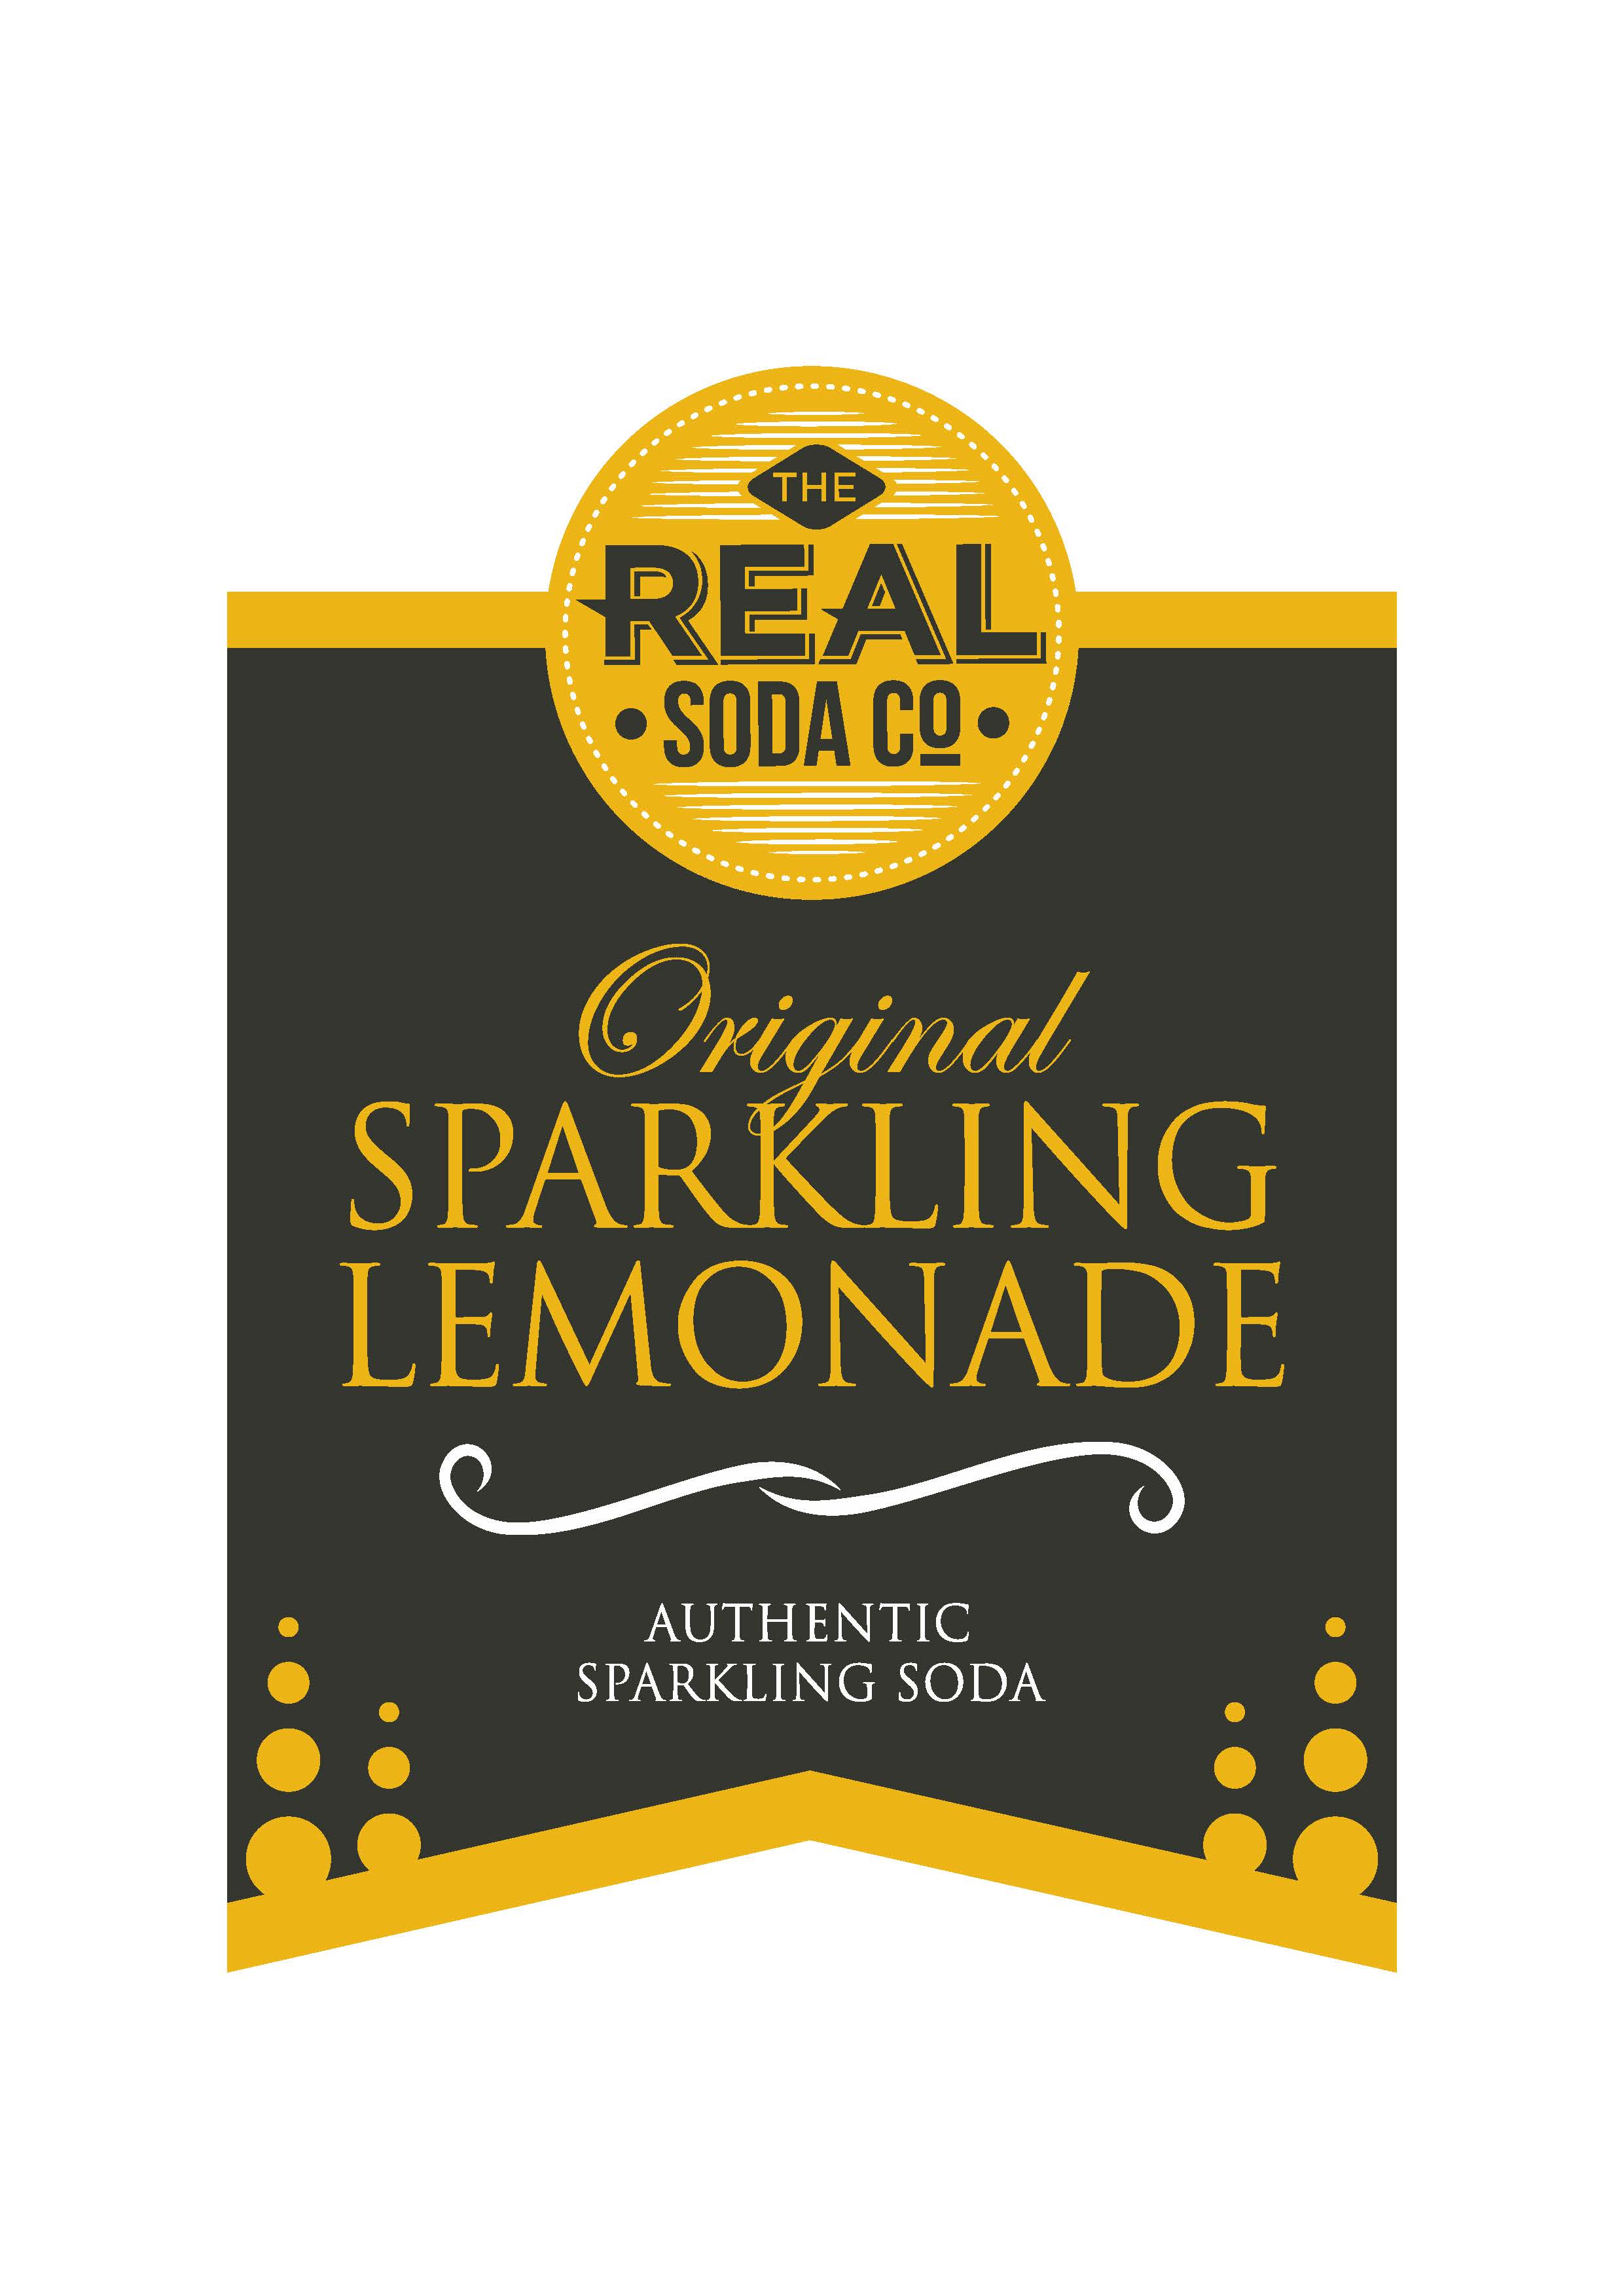 THE
REAL
• SODA Cº •
Original
SPARKLING
LEMONADE
AUTHENTIC
SPARKLING SODA